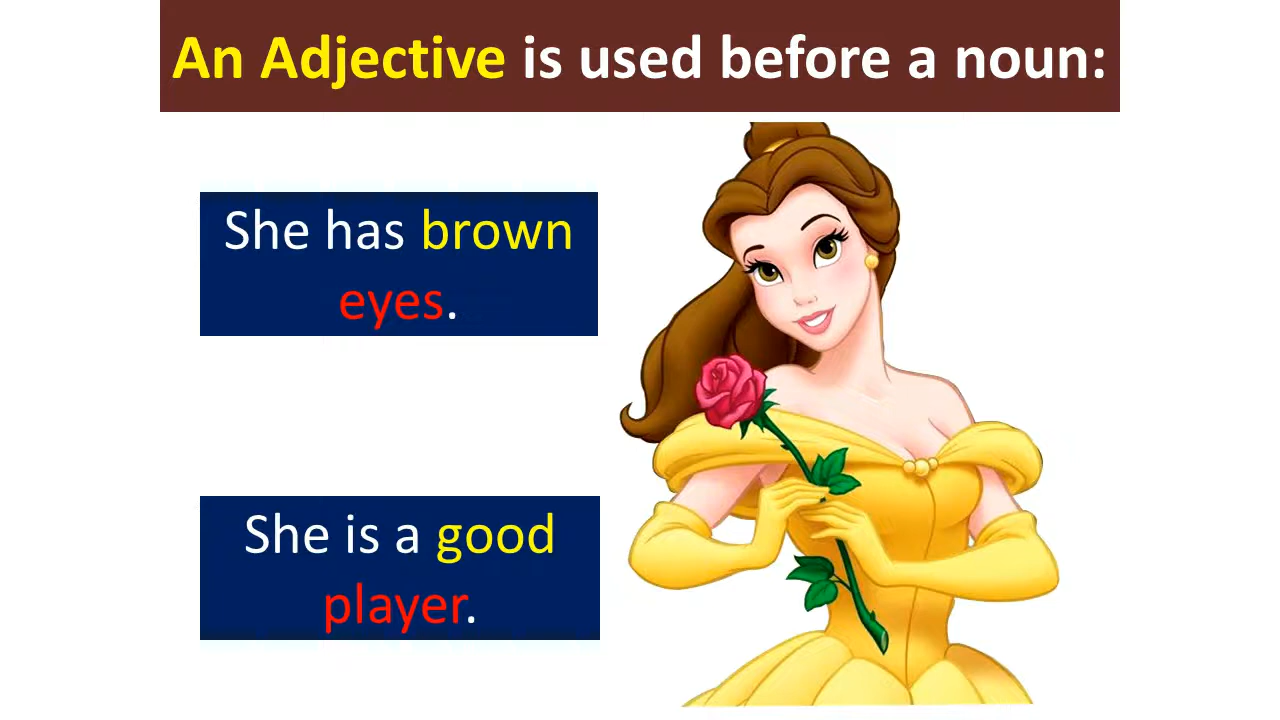 An Adjective is used before a noun:
She has brown
eyes.
She is a good
player.